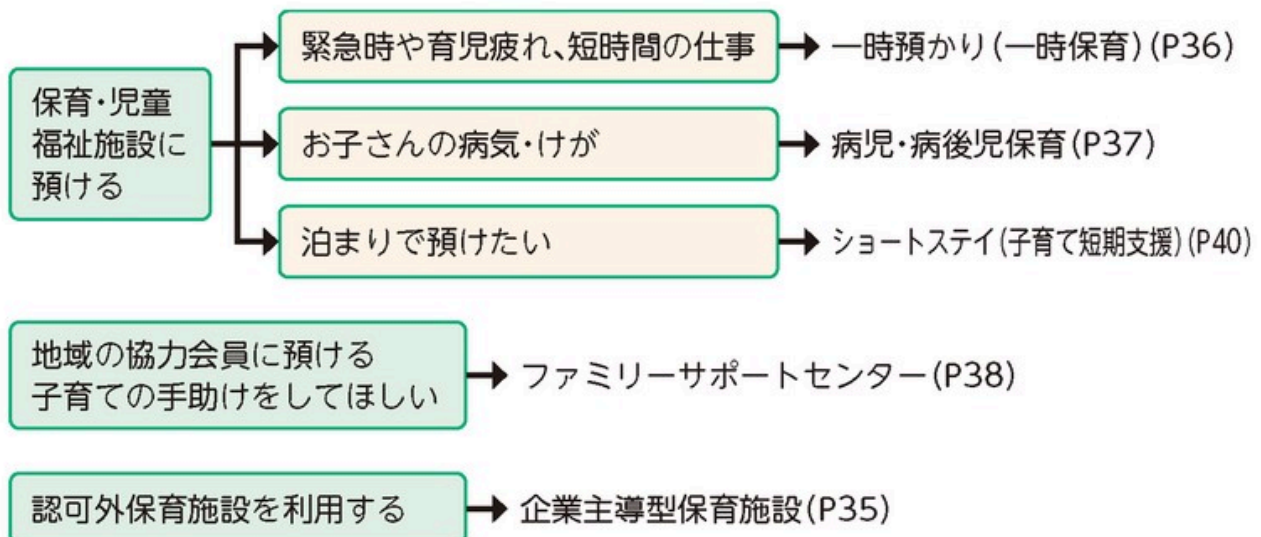 緊急時や育児疲れ、短時間の仕事
一時預かり(一時保育)(P36)
保育・児童
福祉施設に
預ける
お子さんの病気・けが
病児・病後児保育(P37)
泊まりで預けたい
ショートステイ(子育て短期支援)(P40)
地域の協力会員に預ける
子育ての手助けをしてほしい
ファミリーサポートセンター(P38)
認可外保育施設を利用する
企業主導型保育施設(P35)